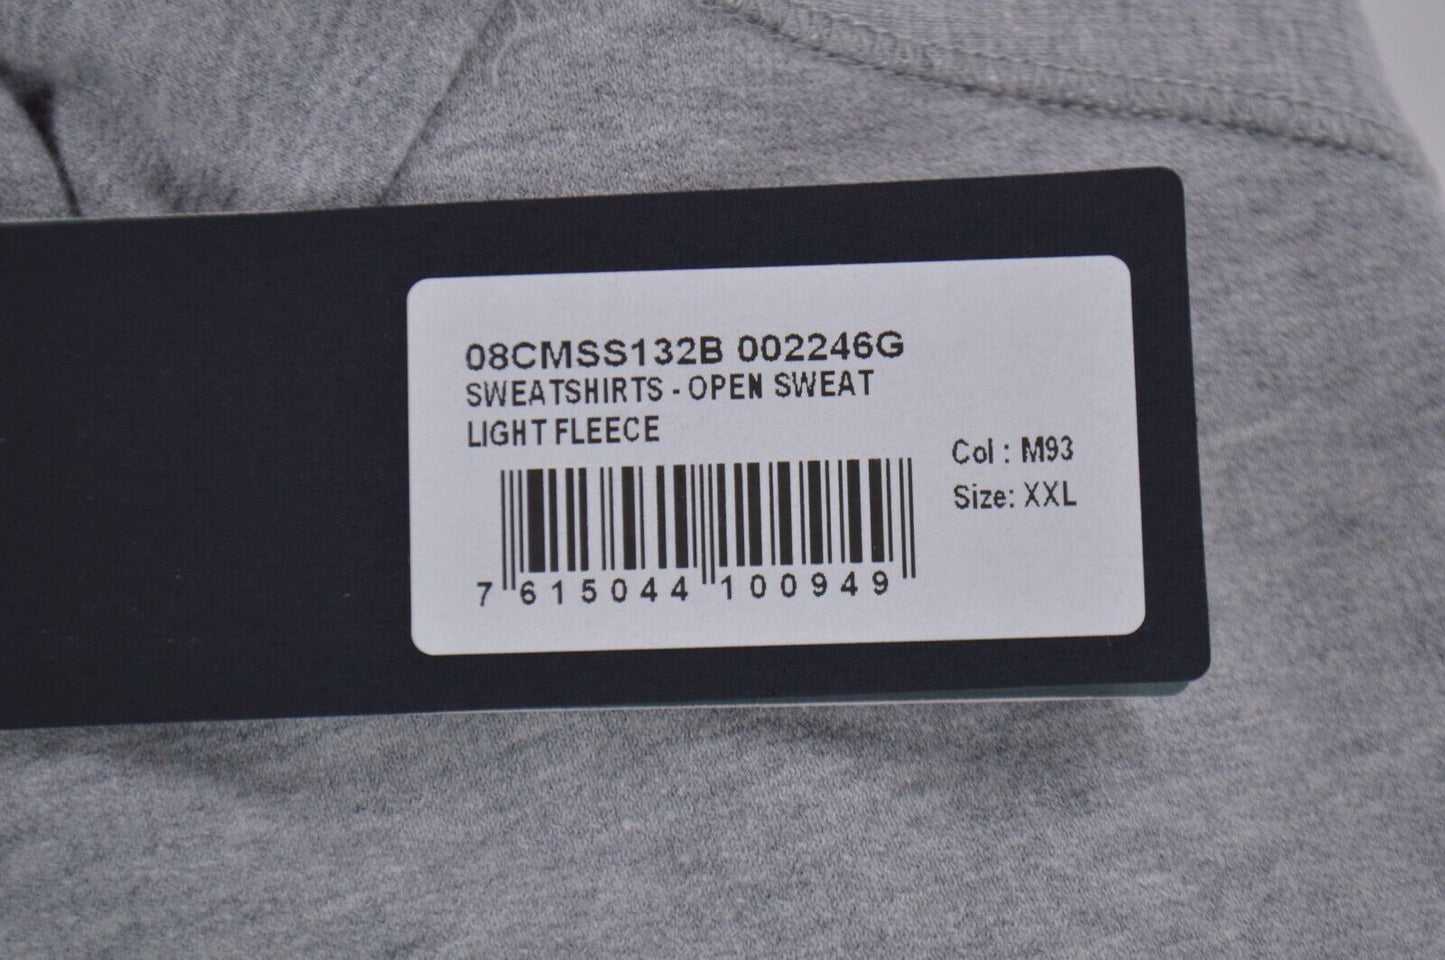 08CMSS132B 002246G
SWEATSHIRTS - OPEN SWEAT
LIGHT FLEECE
Col : M93
Size: XXL
7 615044 100949